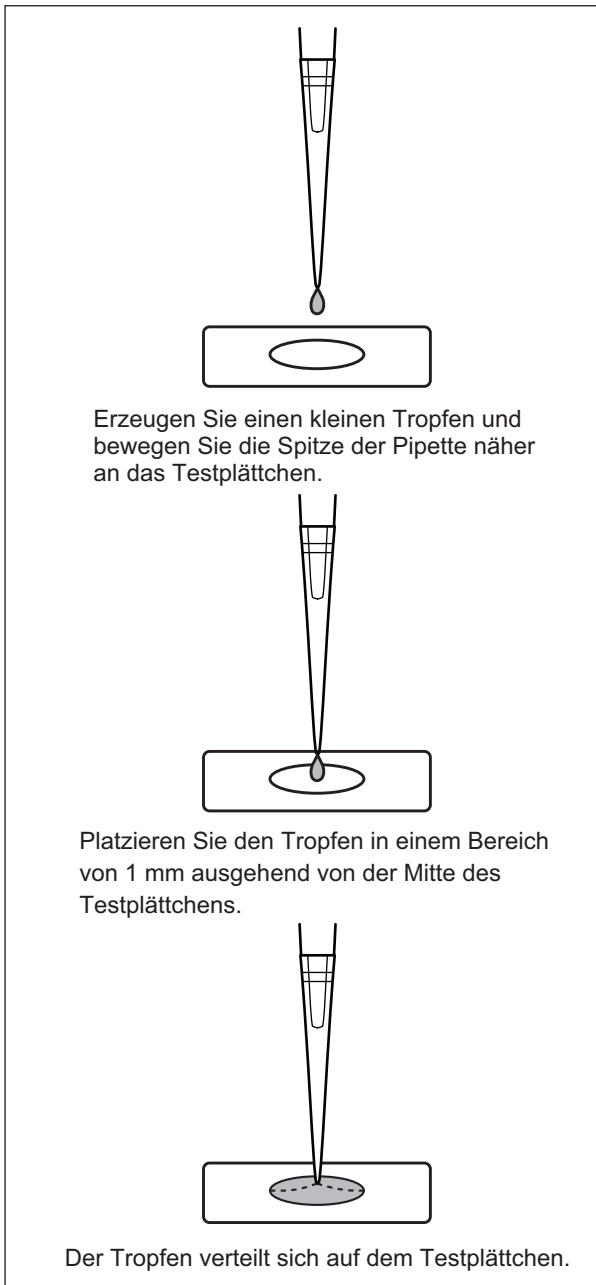 Erzeugen Sie einen kleinen Tropfen und
bewegen Sie die Spitze der Pipette näher
an das Testplättchen.
Platzieren Sie den Tropfen in einem Bereich
von 1 mm ausgehend von der Mitte des
Testplättchens.
Der Tropfen verteilt sich auf dem Testplättchen.